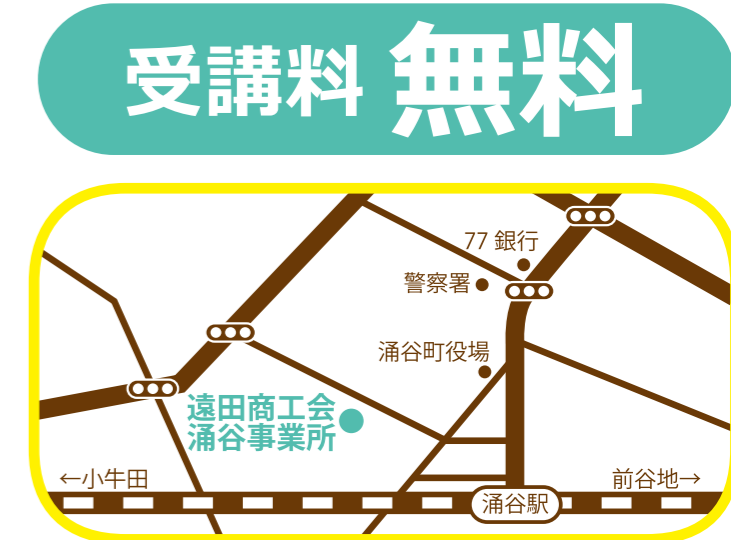 受講料 無料
77 銀行
警察署
涌谷町役場
遠田商工会
涌谷事業所
←小牛田
前谷地→
涌谷駅